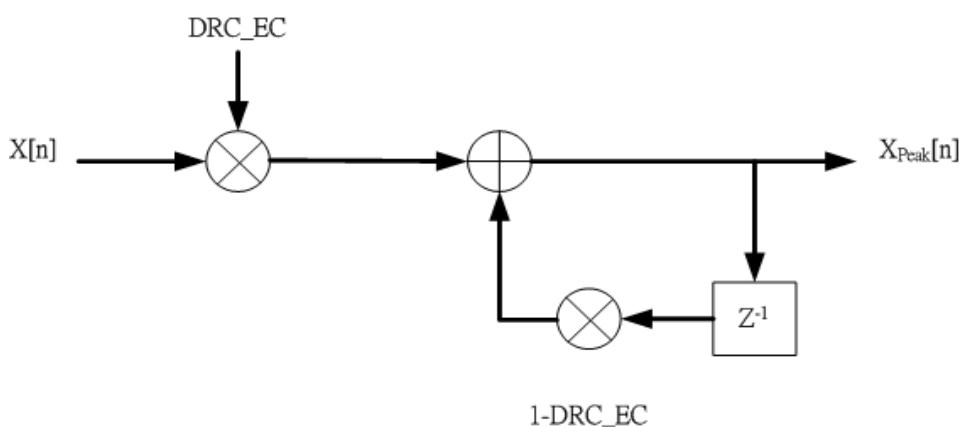 DRC_EC
X[n]
X_Peak[n]
Z^-1
1-DRC_EC